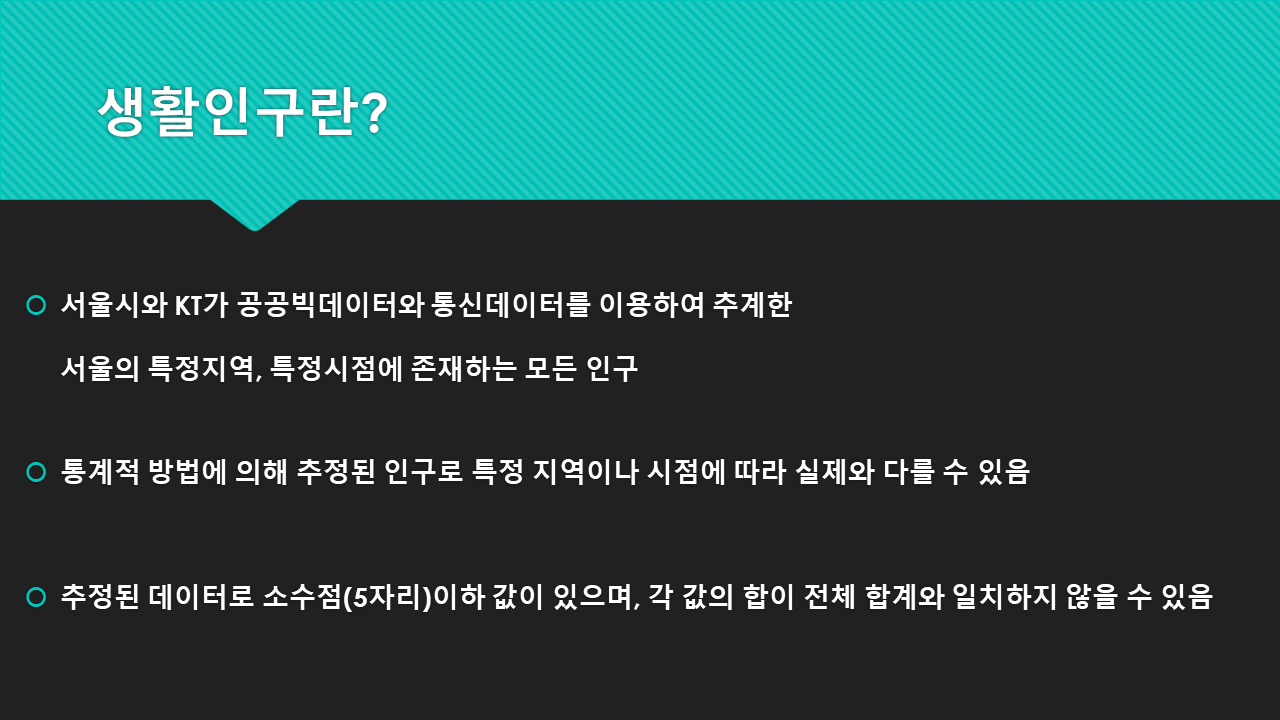 생활인구란?
서울시와 KT가 공공빅데이터와 통신데이터를 이용하여 추계한
서울의 특정지역, 특정시점에 존재하는 모든 인구
통계적 방법에 의해 추정된 인구로 특정 지역이나 시점에 따라 실제와 다를 수 있음
추정된 데이터로 소수점(5자리)이하 값이 있으며, 각 값의 합이 전체 합계와 일치하지 않을 수 있음